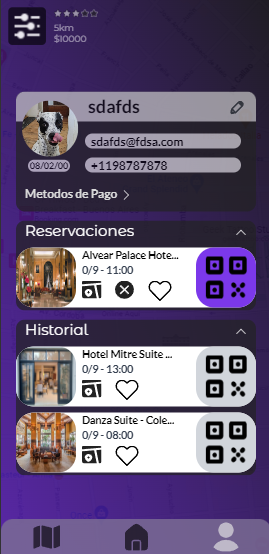 5km
$10000
sdafds
sdafds@fdsa.com
08/02/00
+1198787878
Metodos de Pago
Reservaciones
Alvear Palace Hote...
0/9 - 11:00
Historial
Hotel Mitre Suite ...
0/9 - 13:00
Danza Suite - Cole...
0/9 - 08:00